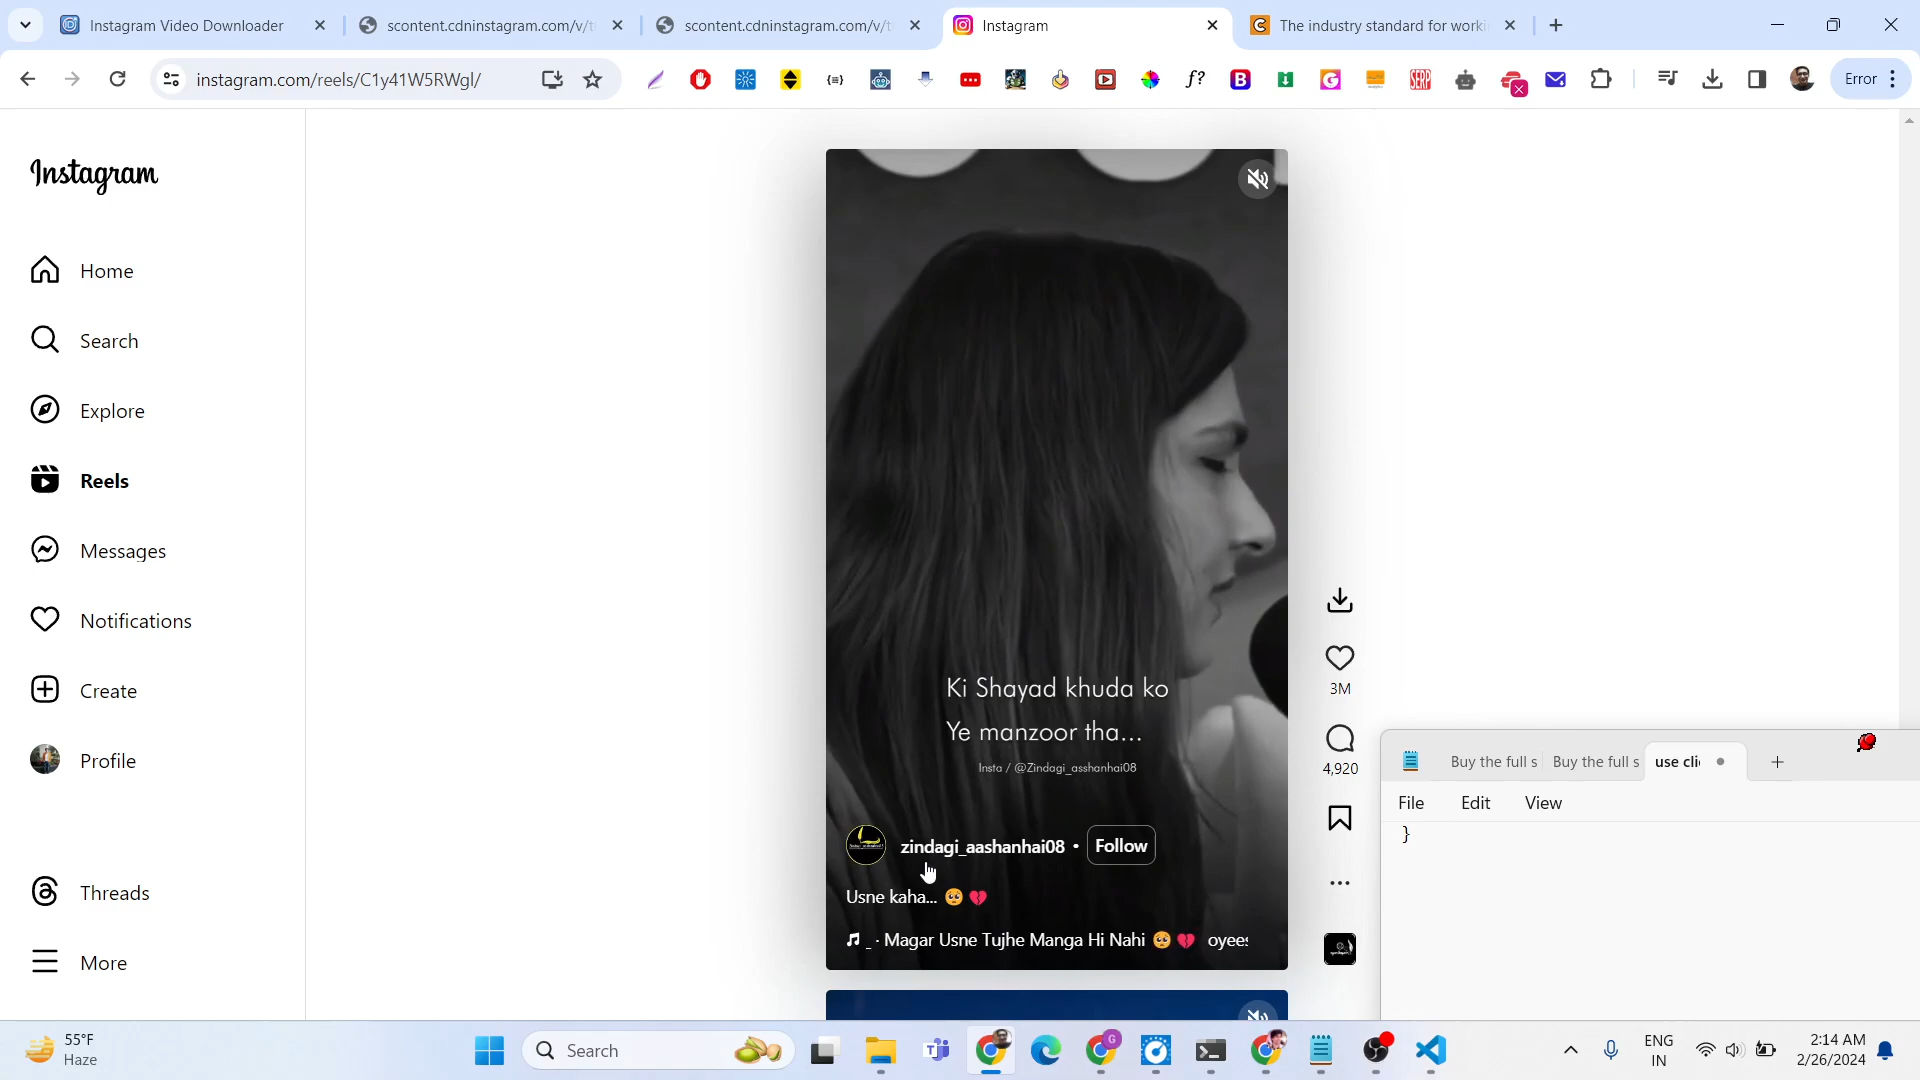 Instagram Video Downloader
scontent.cdninstagram.com/v/t
scontent.cdninstagram.com/v/t
Instagram
The industry standard for worki
instagram.com/reels/C1y41W5RWgl/
{≡}
f?
B
G
SERP
Error
Instagram
Home
Search
Explore
Reels
Messages
Notifications
Create
Profile
Threads
More
Ki Shayad khuda ko
Ye manzoor tha...
Insta / @Zindagi_asshanhai08
zindagi_aashanhai08 • Follow
Usne kaha... 🥺💔
_ · Magar Usne Tujhe Manga Hi Nahi 🥺💔 oyees
3M
4,920
Buy the full s
Buy the full s
use cli
File
Edit
View
}
55°F
Haze
Search
ENG
IN
2:14 AM
2/26/2024